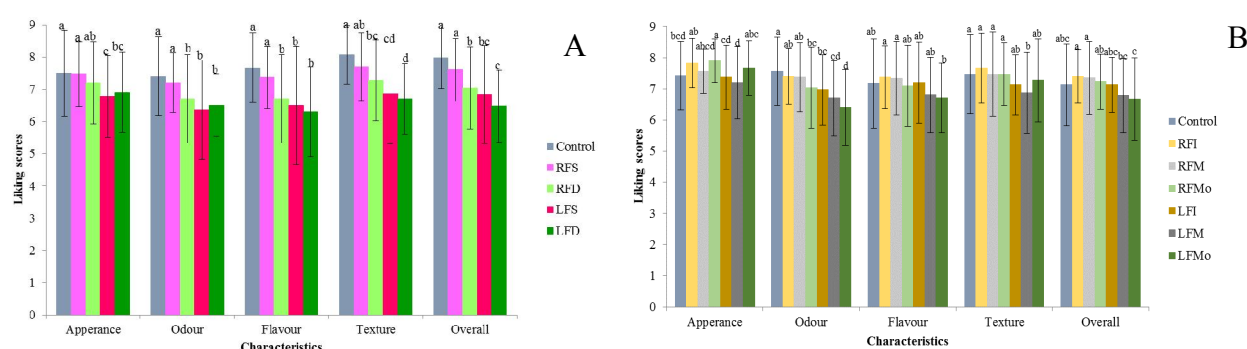 A
Liking scores
9
8
7
6
5
4
3
2
1
0
a a ab c bc
a a b b b
a a b b b
a ab bc cd d
a a b bc c
Apperance Odour Flavour Texture Overall
Characteristics
Control
RFS
RFD
LFS
LFD
B
Liking scores
9
8
7
6
5
4
3
2
1
0
bcd ab abcd a cd d abc
a ab ab bc bc cd d
ab a a ab a ab b
a a a a ab b ab
abc a a ab abc bc c
Apperance Odour Flavour Texture Overall
Characteristics
Control
RFI
RFM
RFMo
LFI
LFM
LFMo